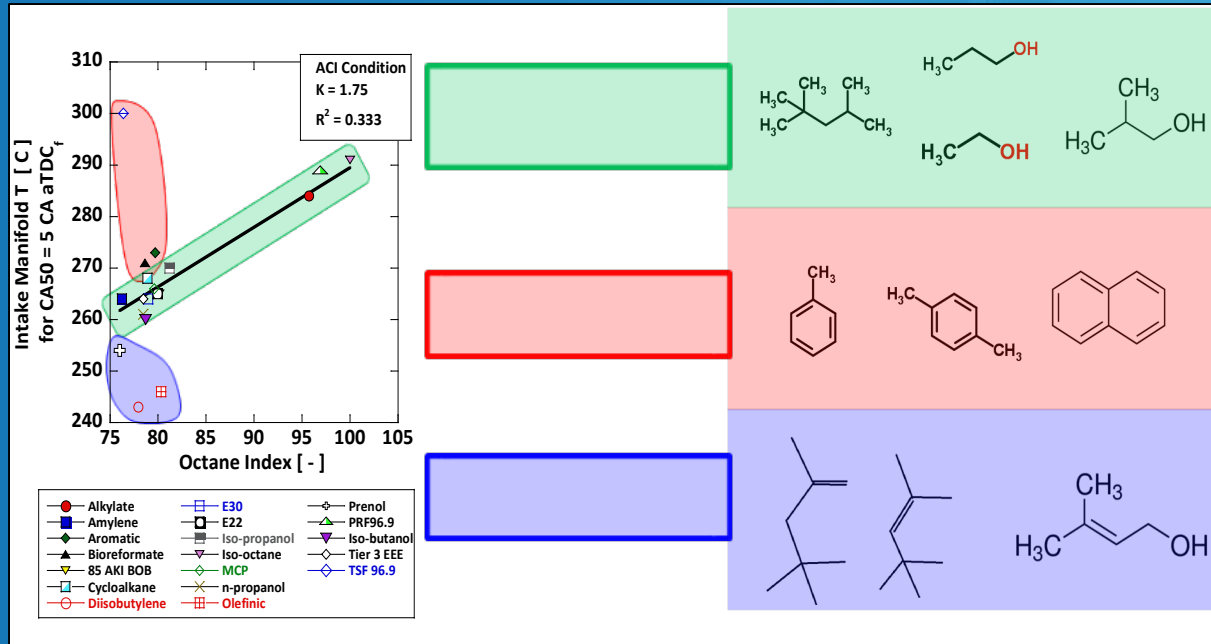 ACI Condition
K = 1.75
R² = 0.333
Intake Manifold T [C]
for CA50 = 5 CA aTDC_f
310
300
290
280
270
260
250
240
75 80 85 90 95 100 105
Octane Index [ - ]
Alkylate
Amylene
Aromatic
Bioreformate
85 AKI BOB
Cycloalkane
Diisobutylene
E30
E22
Iso-propanol
Iso-octane
MCP
n-propanol
Olefinic
Prenol
PRF96.9
Iso-butanol
Tier 3 EEE
TSF 96.9
H₃C OH
CH₃
H₃C
H₃C
H₃C
CH₃
CH₃
H₃C OH
CH₃
H₃C OH
CH₃
H₃C
CH₃
CH₃
H₃C OH